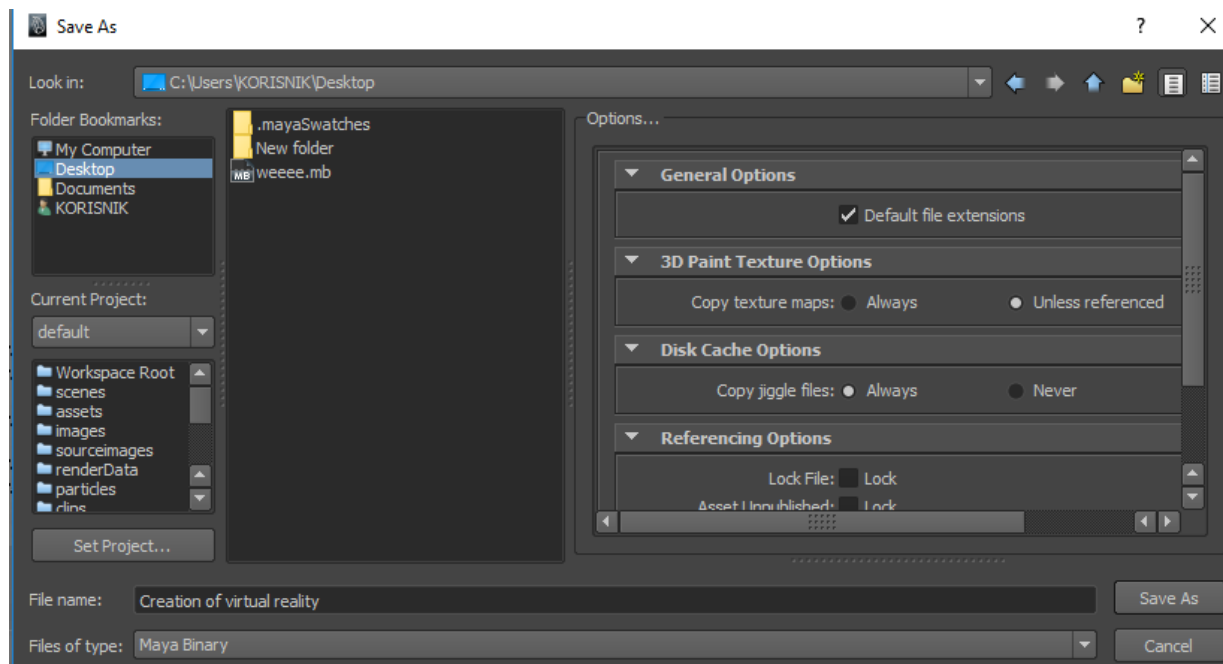 Save As
?
Look in:
C:\Users\KORISNIK\Desktop
Folder Bookmarks:
My Computer
Desktop
Documents
KORISNIK
Current Project:
default
Workspace Root
scenes
assets
images
sourceimages
renderData
particles
clips
Set Project...
.mayaSwatches
New folder
MB weeee.mb
Options...
General Options
Default file extensions
3D Paint Texture Options
Copy texture maps: Always Unless referenced
Disk Cache Options
Copy jiggle files: Always Never
Referencing Options
Lock File: Lock
Asset Unpublished: Lock
File name: Creation of virtual reality Save As
Files of type: Maya Binary Cancel